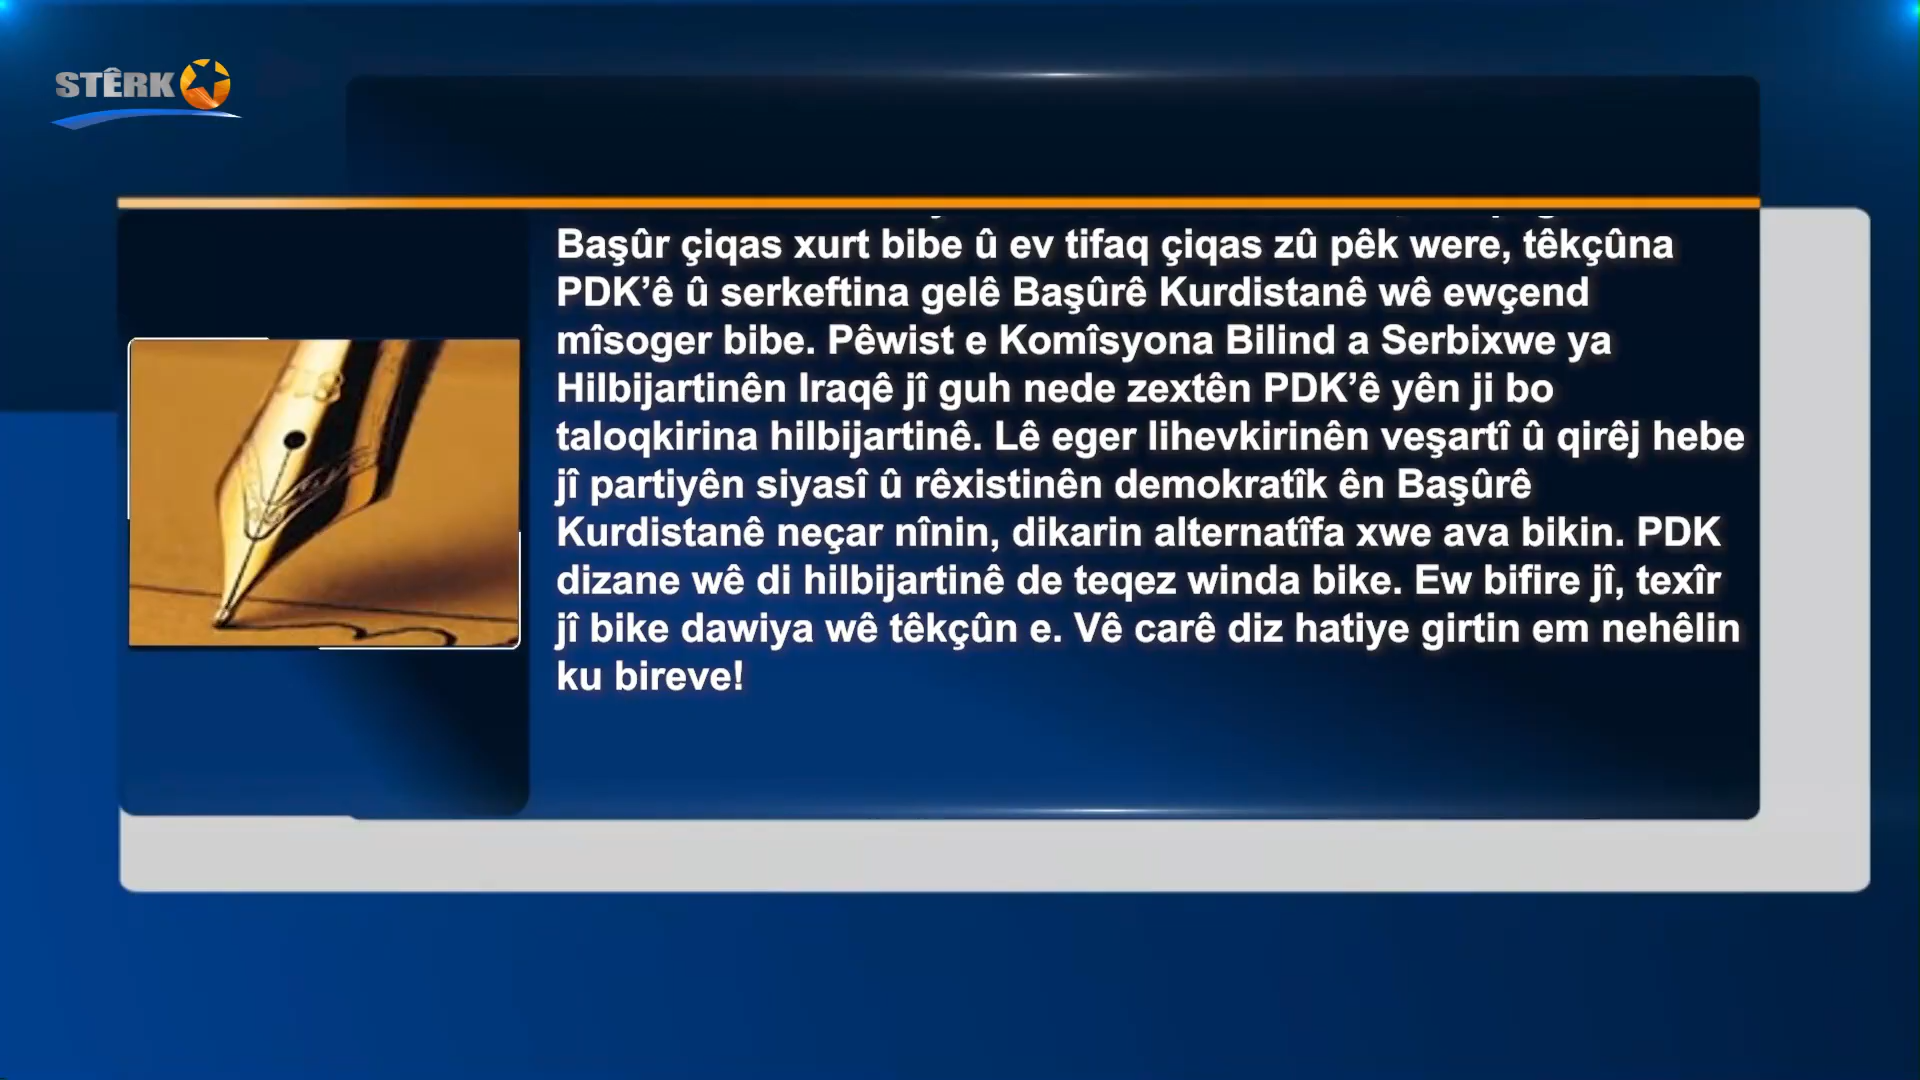 STÊRK
Başûr çiqas xurt bibe û ev tifaq çiqas zû pêk were, têkçûna
PDK’ê û serkeftina gelê Başûrê Kurdistanê wê ewçend
mîsoger bibe. Pêwist e Komîsyona Bilind a Serbixwe ya
Hilbijartinên Iraqê jî guh nede zextên PDK’ê yên ji bo
taloqkirina hilbijartinê. Lê eger lihevkirinên veşartî û qirêj hebe
jî partiyên siyasî û rêxistinên demokratîk ên Başûrê
Kurdistanê neçar nînin, dikarin alternatîfa xwe ava bikin. PDK
dizane wê di hilbijartinê de teqez winda bike. Ew bifire jî, texîr
jî bike dawiya wê têkçûn e. Vê carê diz hatiye girtin em nehêlin
ku bireve!